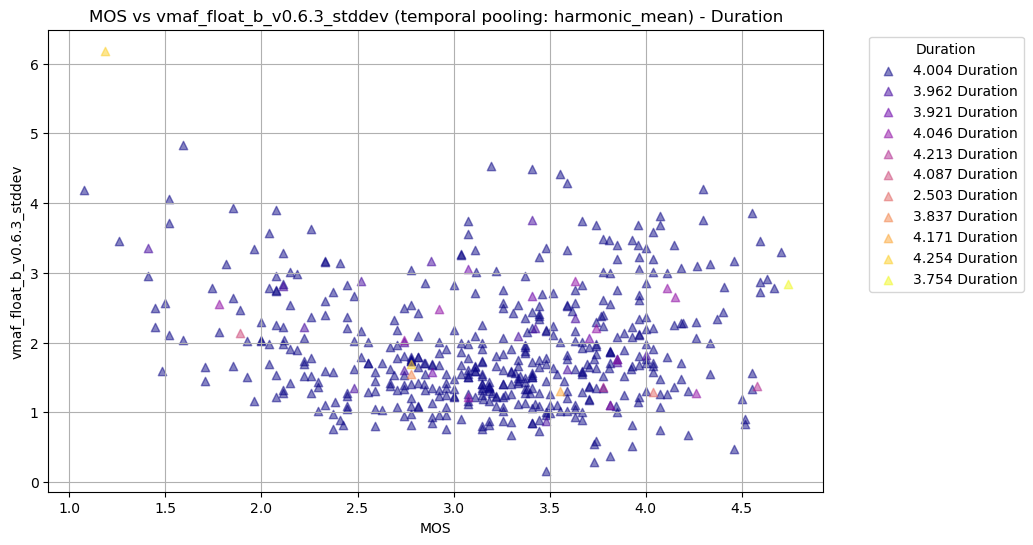 MOS vs vmaf_float_b_v0.6.3_stddev (temporal pooling: harmonic_mean) - Duration
vmaf_float_b_v0.6.3_stddev
6
5
4
3
2
1
0
1.0 1.5 2.0 2.5 3.0 3.5 4.0 4.5
MOS
Duration
4.004 Duration
3.962 Duration
3.921 Duration
4.046 Duration
4.213 Duration
4.087 Duration
2.503 Duration
3.837 Duration
4.171 Duration
4.254 Duration
3.754 Duration